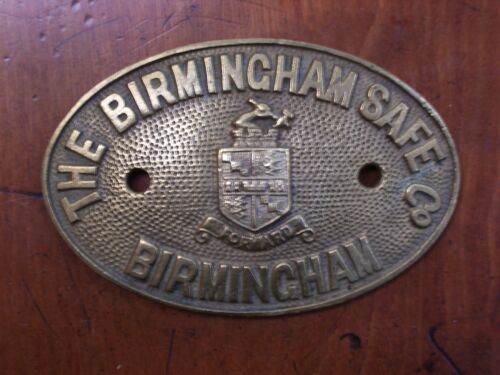 THE BIRMINGHAM SAFE Co
FORWARD
BIRMINGHAM